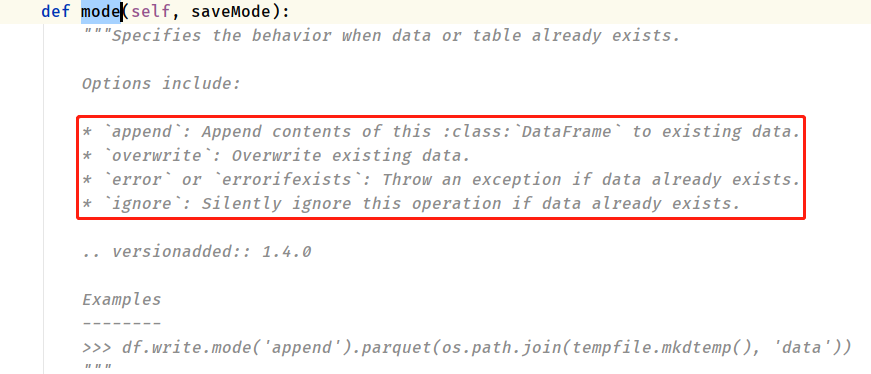 def mode(self, saveMode):
"""Specifies the behavior when data or table already exists.
Options include:
* `append`: Append contents of this :class:`DataFrame` to existing data.
* `overwrite`: Overwrite existing data.
* `error` or `errorifexists`: Throw an exception if data already exists.
* `ignore`: Silently ignore this operation if data already exists.
.. versionadded:: 1.4.0
Examples
--------
>>> df.write.mode('append').parquet(os.path.join(tempfile.mkdtemp(), 'data'))
"""